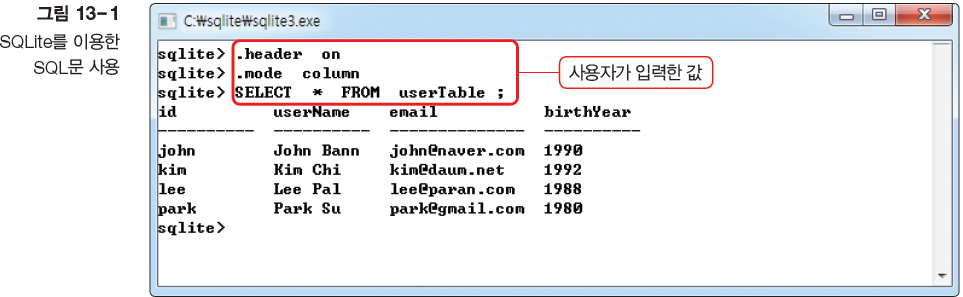 그림 13-1
SQLite를 이용한
SQL문 사용
C:₩sqlite₩sqlite3.exe
sqlite> .header on
sqlite> .mode column
sqlite> SELECT * FROM userTable ;
사용자가 입력한 값
id userName email birthYear
---------- ---------- -------------- ----------
john John Bann john@naver.com 1990
kim Kim Chi kim@daum.net 1992
lee Lee Pal lee@paran.com 1988
park Park Su park@gmail.com 1980
sqlite>